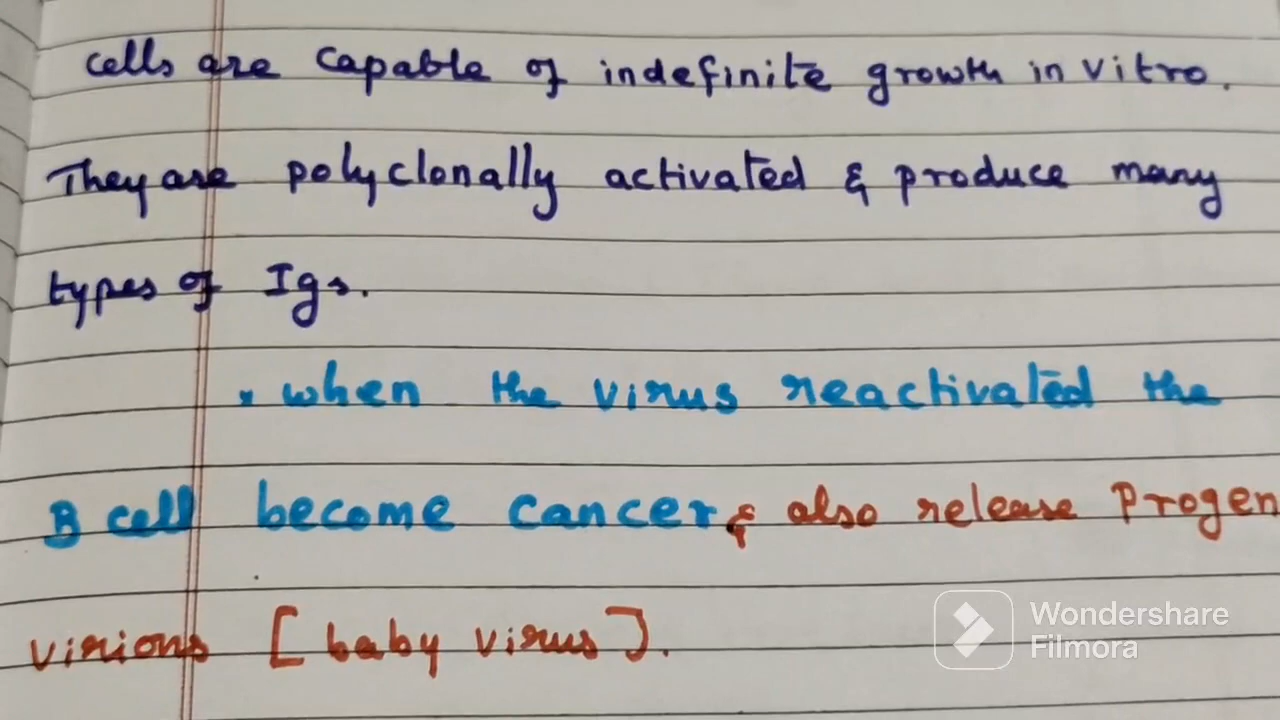 cells are capable of indefinite growth in vitro.
They are polyclonally activated & produce many
types of Igs.
x when the virus reactivated the
B cell become cancer & also release Progen
virions [baby virus].
Wondershare
Filmora